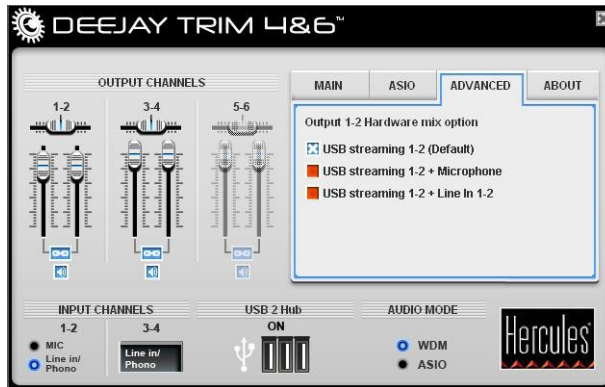 DEEJAY TRIM 4&6™
OUTPUT CHANNELS
1-2 3-4 5-6
MAIN ASIO ADVANCED ABOUT
Output 1-2 Hardware mix option
USB streaming 1-2 (Default)
USB streaming 1-2 + Microphone
USB streaming 1-2 + Line In 1-2
INPUT CHANNELS
1-2 3-4
MIC
Line in/
Phono
Line in/
Phono
USB 2 Hub
ON
AUDIO MODE
WDM
ASIO
Hercules®